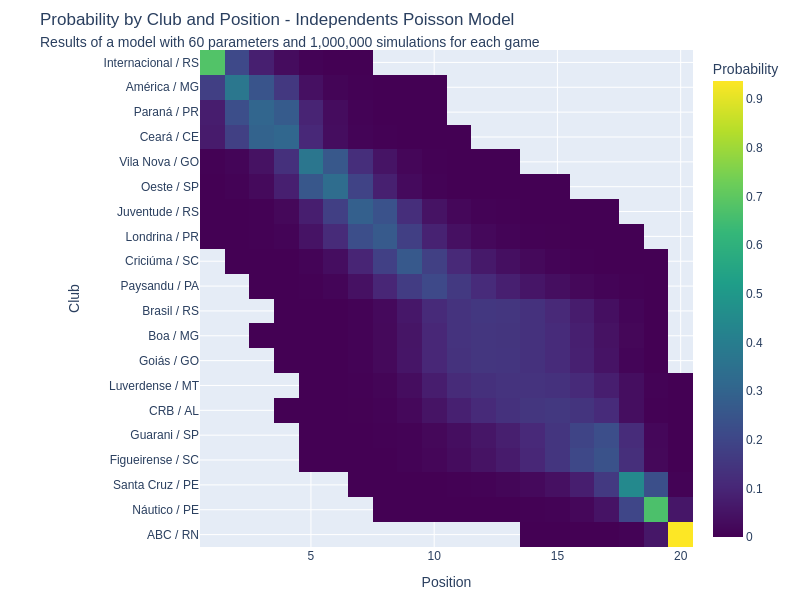 Probability by Club and Position - Independents Poisson Model
Results of a model with 60 parameters and 1,000,000 simulations for each game
Probability
Internacional / RS
América / MG
Paraná / PR
Ceará / CE
Vila Nova / GO
Oeste / SP
Juventude / RS
Londrina / PR
Criciúma / SC
Paysandu / PA
Brasil / RS
Boa / MG
Goiás / GO
Luverdense / MT
CRB / AL
Guarani / SP
Figueirense / SC
Santa Cruz / PE
Náutico / PE
ABC / RN
Club
5
10
15
20
Position
0.9
0.8
0.7
0.6
0.5
0.4
0.3
0.2
0.1
0